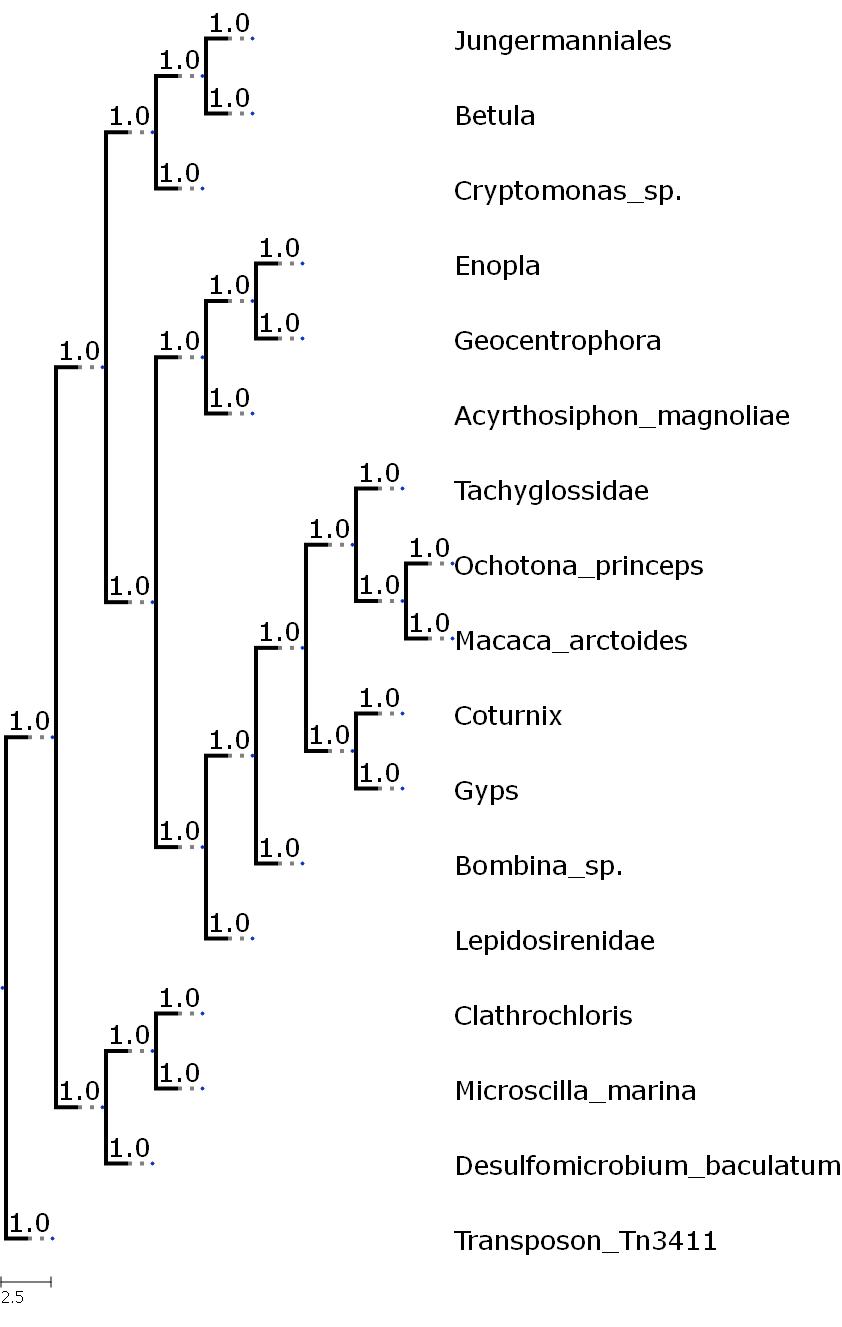 1.0
Jungermanniales
1.0
1.0
Betula
1.0
1.0
Cryptomonas_sp.
1.0
Enopla
1.0
1.0
Geocentrophora
1.0
1.0
1.0
Acyrthosiphon_magnoliae
1.0
Tachyglossidae
1.0
1.0
Ochotona_princeps
1.0
1.0
1.0
Macaca_arctoides
1.0
1.0
Coturnix
1.0
1.0
1.0
Gyps
1.0
1.0
Bombina_sp.
1.0
Lepidosirenidae
1.0
Clathrochloris
1.0
1.0
Microscilla_marina
1.0
1.0
Desulfomicrobium_baculatum
1.0
Transposon_Tn3411
2.5